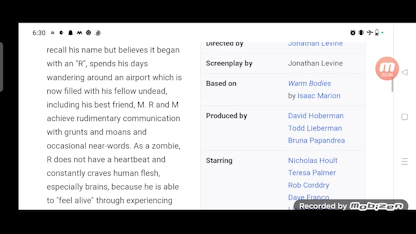 6:30
recall his name but believes it began
with an "R", spends his days
wandering around an airport which is
now filled with his fellow undead,
including his best friend, M. R and M
achieve rudimentary communication
with grunts and moans and
occasional near-words. As a zombie,
R does not have a heartbeat and
constantly craves human flesh,
especially brains, because he is able
to "feel alive" through experiencing
Directed by Jonathan Levine
Screenplay by Jonathan Levine
Based on Warm Bodies
by Isaac Marion
Produced by David Hoberman
Todd Lieberman
Bruna Papandrea
Starring Nicholas Hoult
Teresa Palmer
Rob Corddry
Dave Franco
Recorded by MOBIZEN